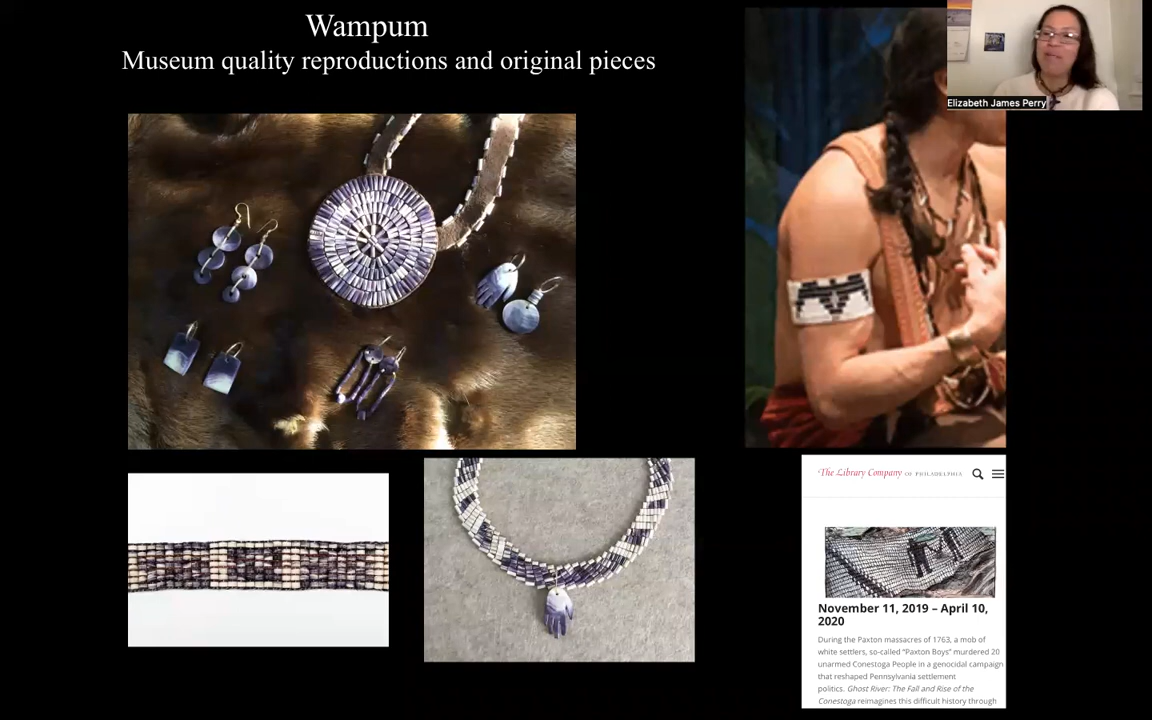 Wampum
Museum quality reproductions and original pieces
Elizabeth James Perry
The Library Company OF PHILADELPHIA
November 11, 2019 – April 10,
2020
During the Paxton massacres of 1763, a mob of
white settlers, so-called “Paxton Boys” murdered 20
unarmed Conestoga People in a genocidal campaign
that reshaped Pennsylvania settlement
politics. Ghost River: The Fall and Rise of the
Conestoga reimagines this difficult history through